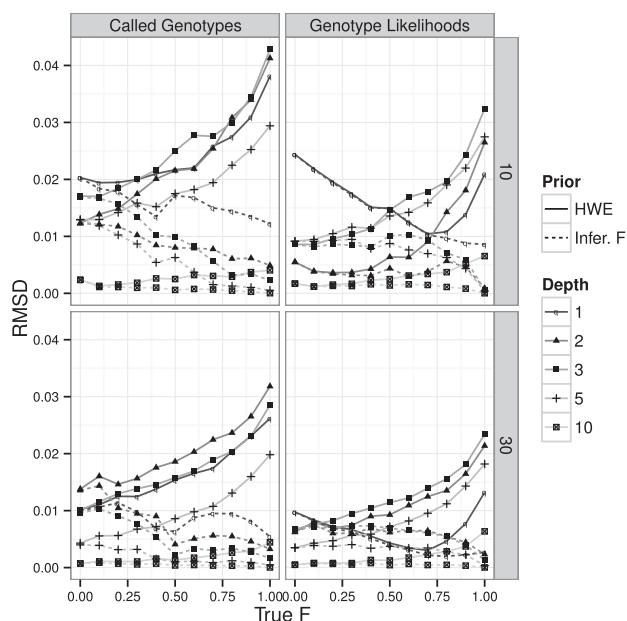 Called Genotypes
Genotype Likelihoods
0.04
0.03
0.02
0.01
0.00
10
0.04
0.03
0.02
0.01
0.00
30
0.00 0.25 0.50 0.75 1.00
0.00 0.25 0.50 0.75 1.00
RMSD
True F
Prior
HWE
Infer. F
Depth
1
2
3
5
10